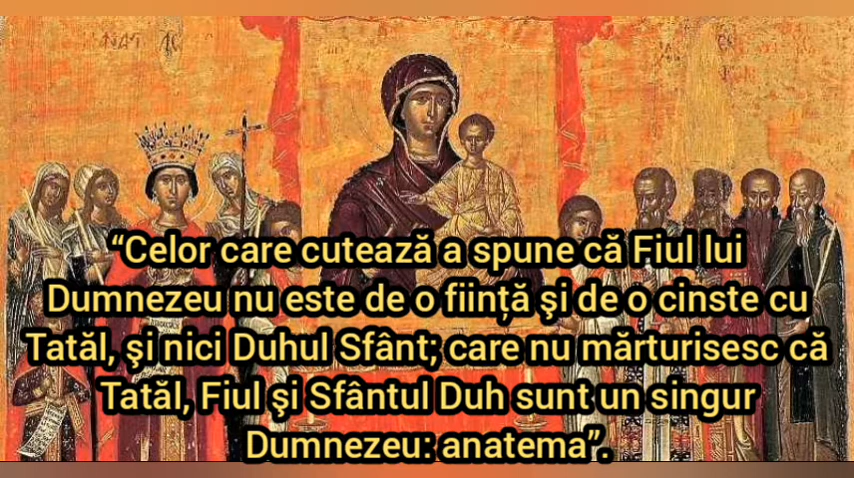 “Celor care cutează a spune că Fiul lui
Dumnezeu nu este de o ființă şi de o cinste cu
Tatăl, şi nici Duhul Sfânt; care nu mărturisesc că
Tatăl, Fiul şi Sfântul Duh sunt un singur
Dumnezeu: anatema”.